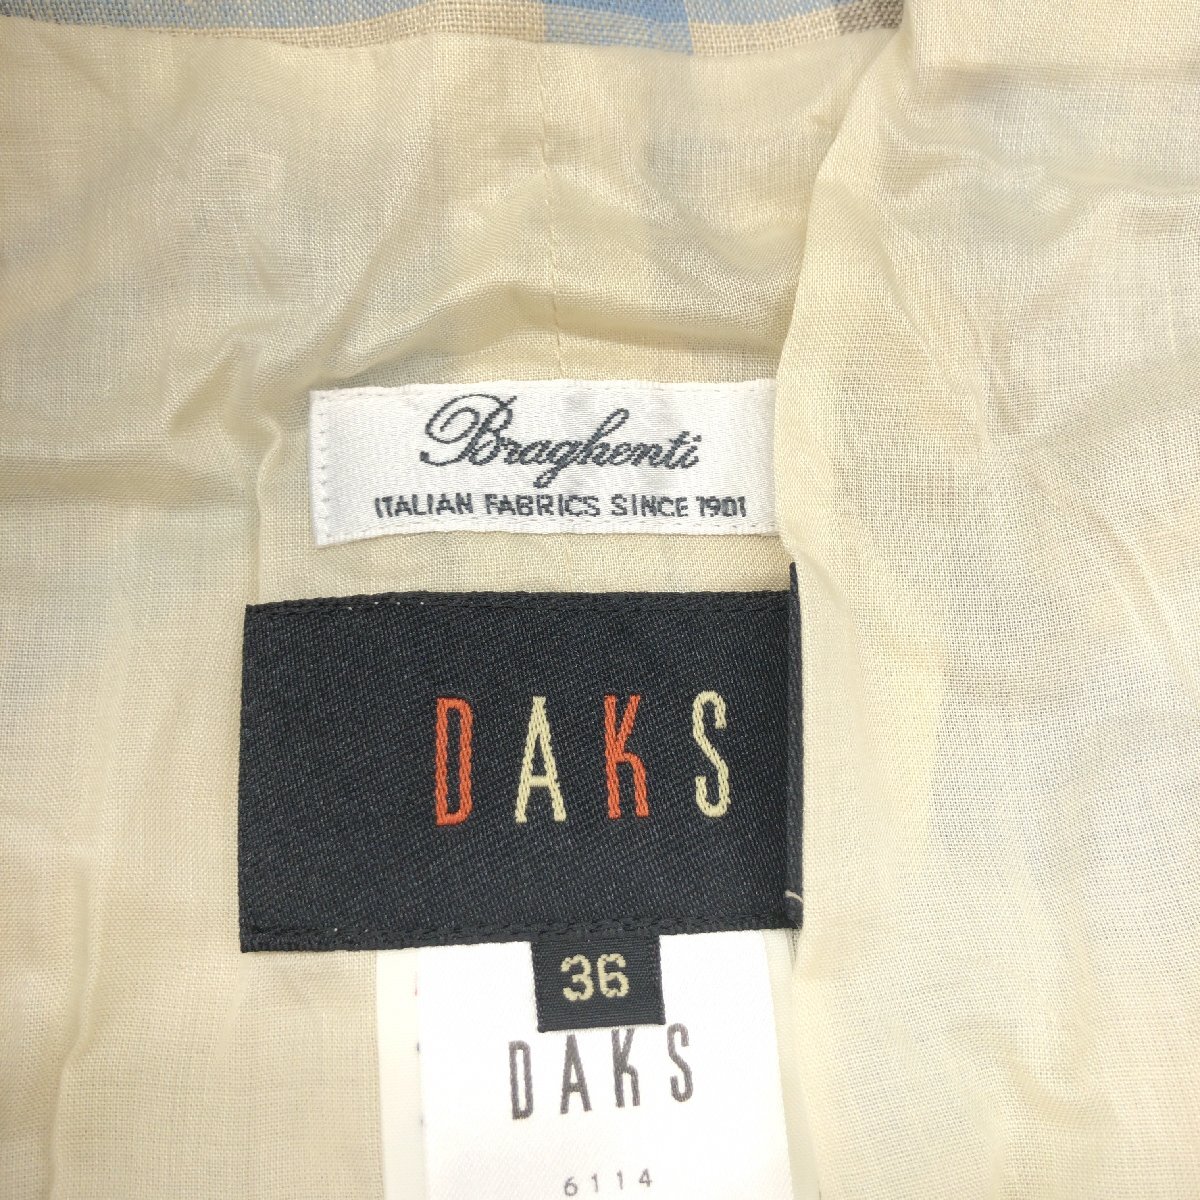 Braghenti
ITALIAN FABRICS SINCE 1901
DAKS
36
DAKS
6114